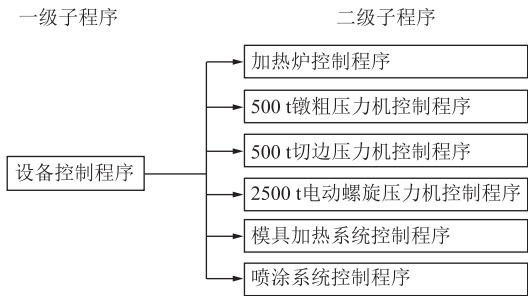 一级子程序 二级子程序
加热炉控制程序
500 t镦粗压力机控制程序
500 t切边压力机控制程序
设备控制程序
2500 t电动螺旋压力机控制程序
模具加热系统控制程序
喷涂系统控制程序